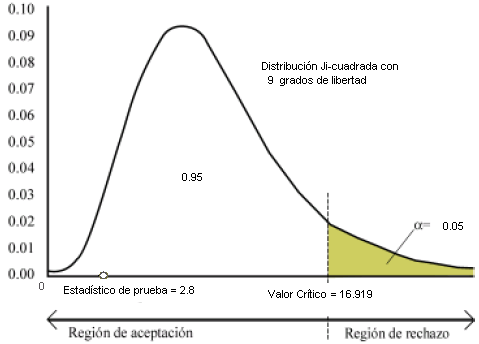 0.10
0.09
0.08
0.07
0.06
0.05
0.04
0.03
0.02
0.01
0.00
0
Distribución Ji-cuadrada con
9 grados de libertad
0.95
α= 0.05
Estadístico de prueba = 2.8
Valor Crítico = 16.919
Región de aceptación
Región de rechazo